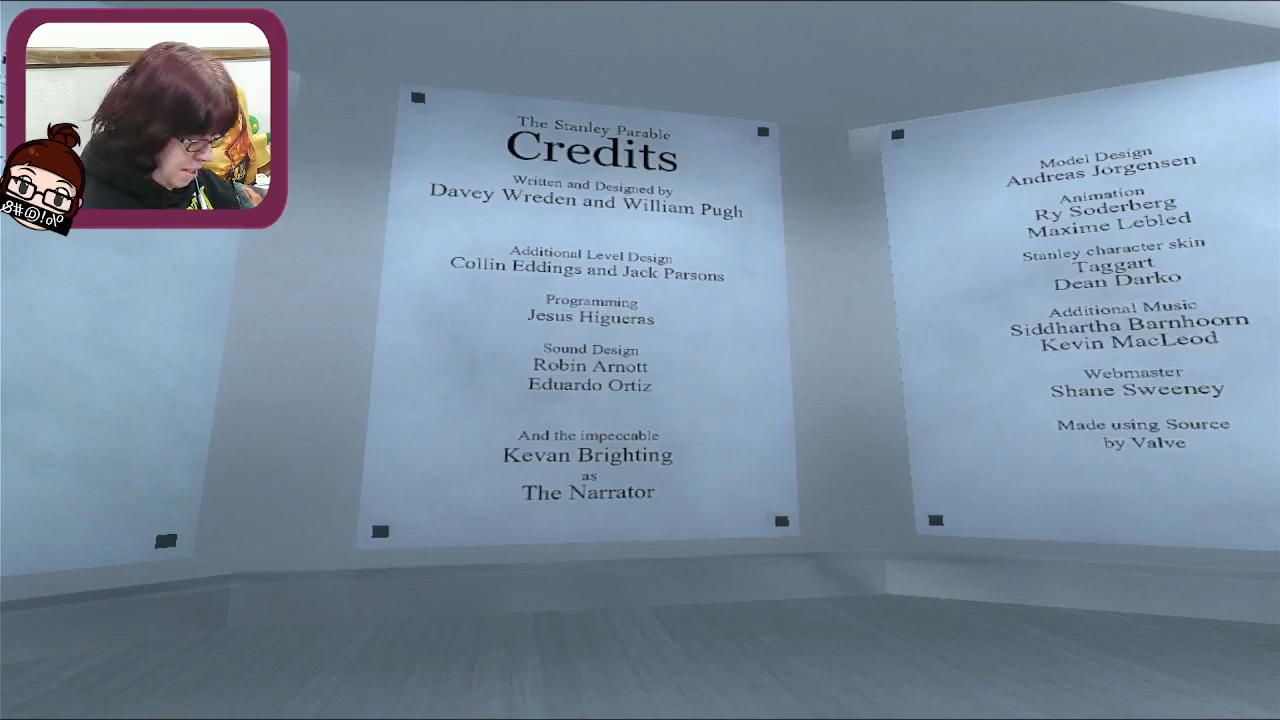 The Stanley Parable
Credits
Written and Designed by
Davey Wreden and William Pugh
Additional Level Design
Collin Eddings and Jack Parsons
Programming
Jesus Higueras
Sound Design
Robin Arnott
Eduardo Ortiz
And the impeccable
Kevan Brighting
as
The Narrator
Model Design
Andreas Jörgensen
Animation
Ry Soderberg
Maxime Lebled
Stanley character skin
Taggart
Dean Darko
Additional Music
Siddhartha Barnhoorn
Kevin MacLeod
Webmaster
Shane Sweeney
Made using Source
by Valve
&#@!%